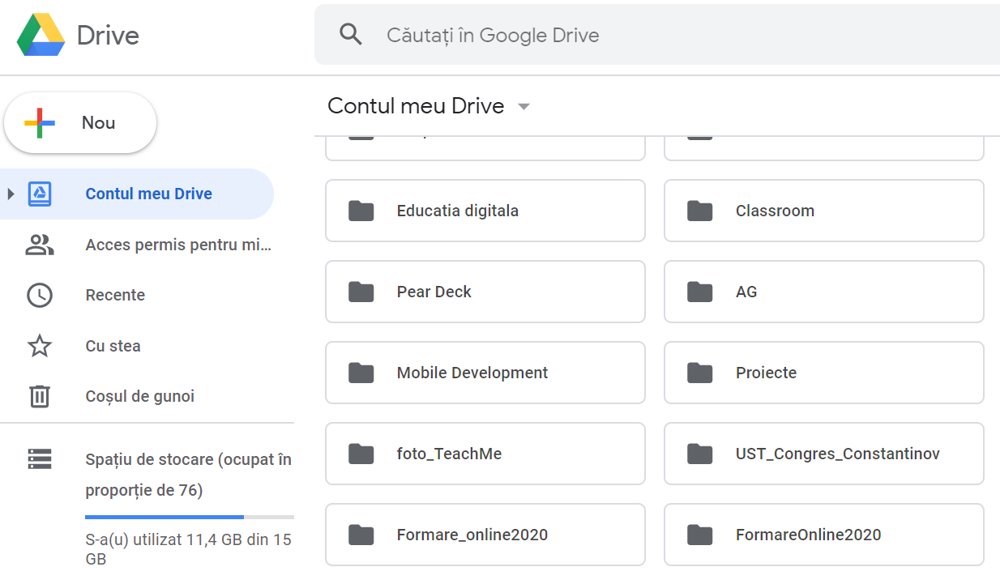 Drive
Căutați în Google Drive
Nou
Contul meu Drive
Contul meu Drive
Acces permis pentru mi...
Recente
Cu stea
Coșul de gunoi
Spațiu de stocare (ocupat în
proporție de 76)
S-a(u) utilizat 11,4 GB din 15
GB
Educatia digitala
Classroom
Pear Deck
AG
Mobile Development
Proiecte
foto_TeachMe
UST_Congres_Constantinov
Formare_online2020
FormareOnline2020